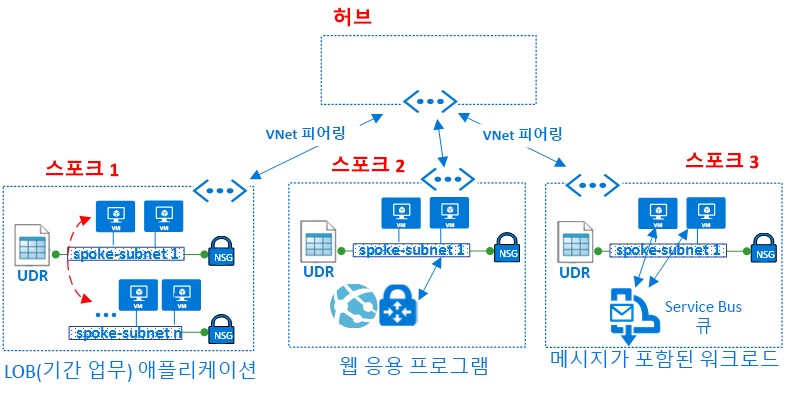 허브
VNet 피어링
VNet 피어링
스포크 1
스포크 2
스포크 3
VM
VM
UDR
spoke-subnet 1
NSG
VM
VM
spoke-subnet n
NSG
LOB(기간 업무) 애플리케이션
VM
VM
UDR
spoke-subnet 1
NSG
웹 응용 프로그램
VM
VM
UDR
spoke-subnet 1
NSG
Service Bus
큐
메시지가 포함된 워크로드